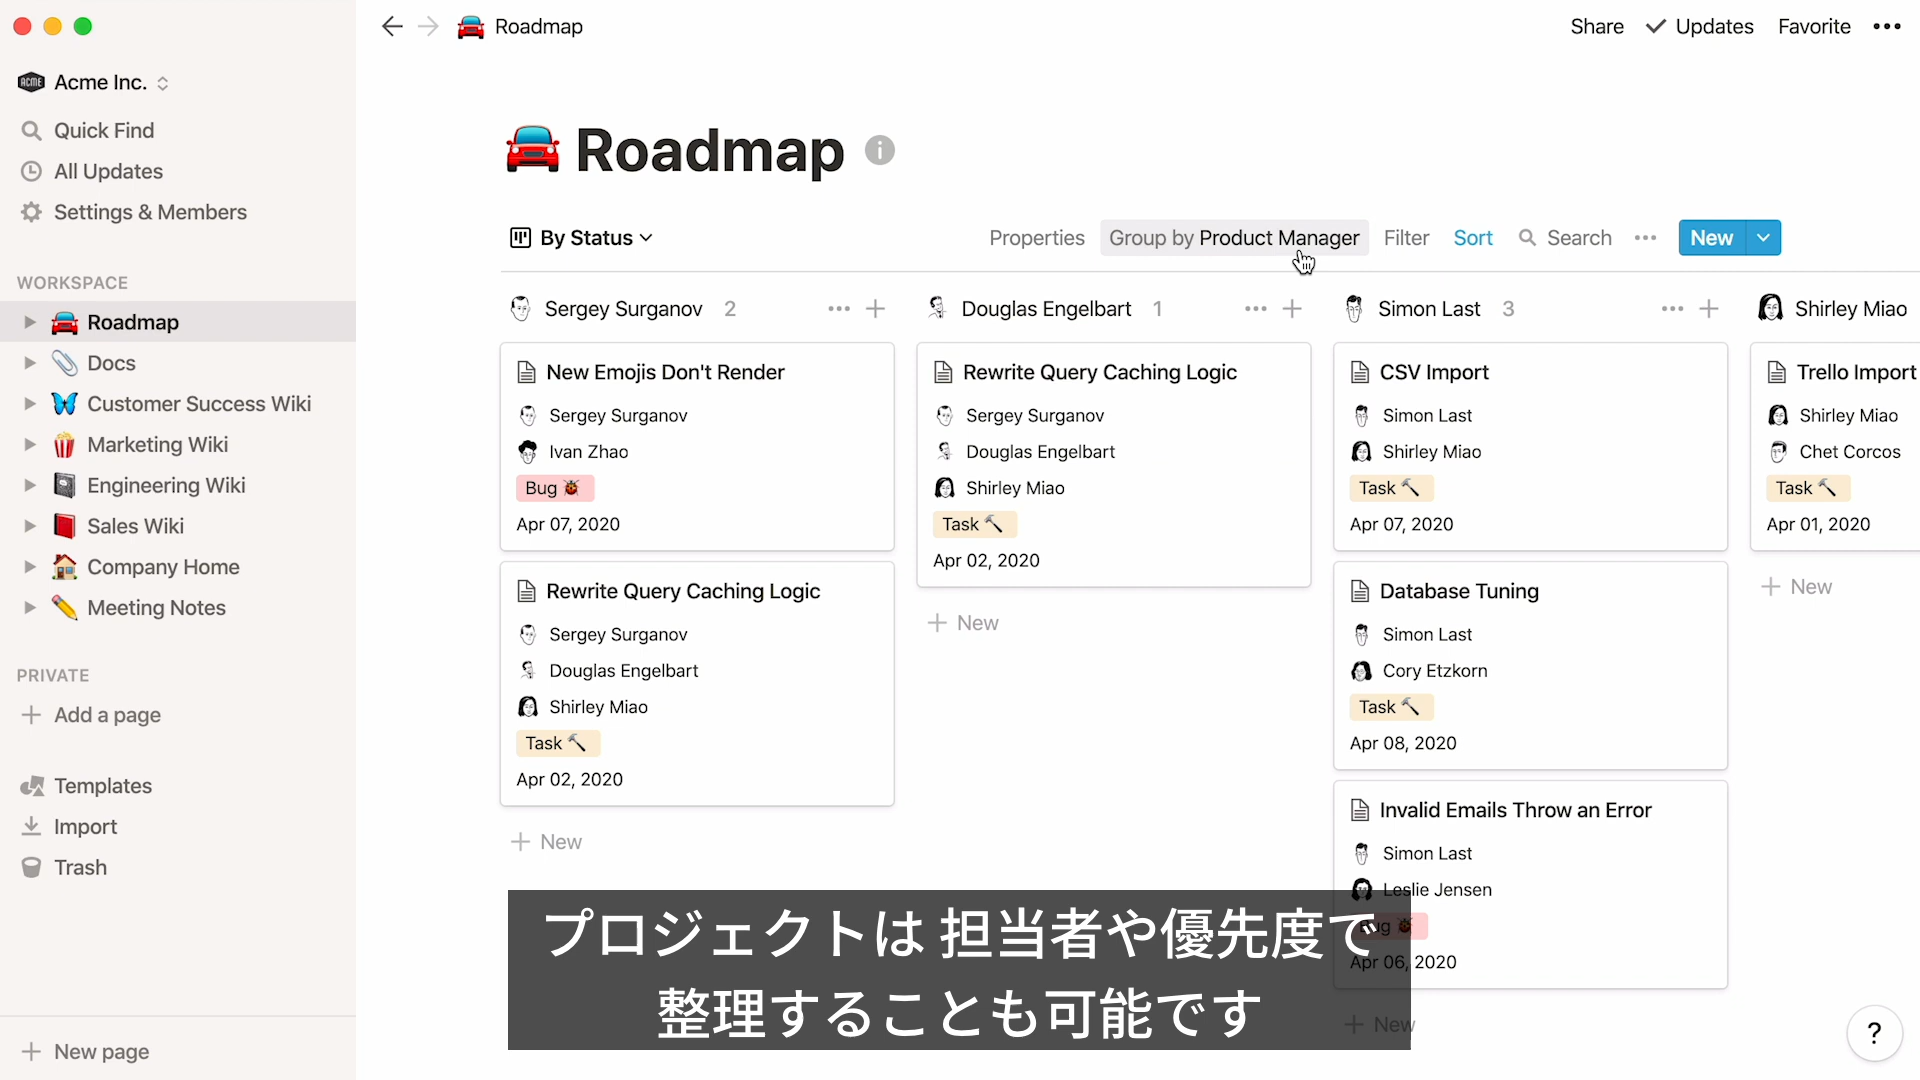 Roadmap
Share
Updates
Favorite
ACME
Acme Inc.
Quick Find
All Updates
Settings & Members
WORKSPACE
Roadmap
Docs
Customer Success Wiki
Marketing Wiki
Engineering Wiki
Sales Wiki
Company Home
Meeting Notes
PRIVATE
Add a page
Templates
Import
Trash
New page
Roadmap
By Status
Properties
Group by Product Manager
Filter
Sort
Search
New
Sergey Surganov 2
New Emojis Don't Render
Sergey Surganov
Ivan Zhao
Bug
Apr 07, 2020
Rewrite Query Caching Logic
Sergey Surganov
Douglas Engelbart
Shirley Miao
Task
Apr 02, 2020
New
Douglas Engelbart 1
Rewrite Query Caching Logic
Sergey Surganov
Douglas Engelbart
Shirley Miao
Task
Apr 02, 2020
New
Simon Last 3
CSV Import
Simon Last
Shirley Miao
Task
Apr 07, 2020
Database Tuning
Simon Last
Cory Etzkorn
Task
Apr 08, 2020
Invalid Emails Throw an Error
Simon Last
Leslie Jensen
Bug
Apr 06, 2020
New
Shirley Miao
Trello Import
Shirley Miao
Chet Corcos
Task
Apr 01, 2020
New
プロジェクトは 担当者や優先度で
整理することも可能です
?